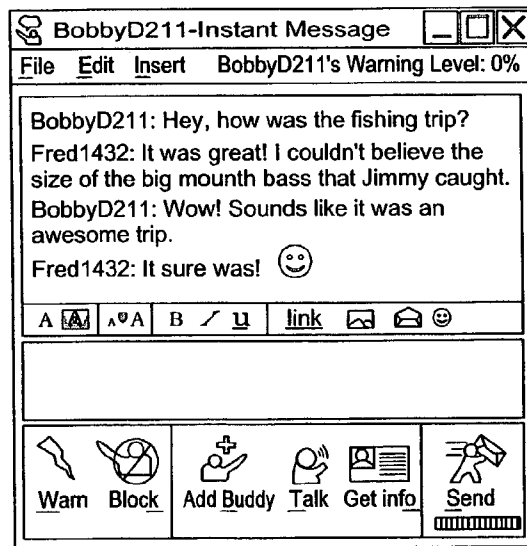 BobbyD211-Instant Message
File Edit Insert BobbyD211's Warning Level: 0%
BobbyD211: Hey, how was the fishing trip?
Fred1432: It was great! I couldn't believe the
size of the big mounth bass that Jimmy caught.
BobbyD211: Wow! Sounds like it was an
awesome trip.
Fred1432: It sure was!
A A A A B I u link
Warn Block Add Buddy Talk Get info Send